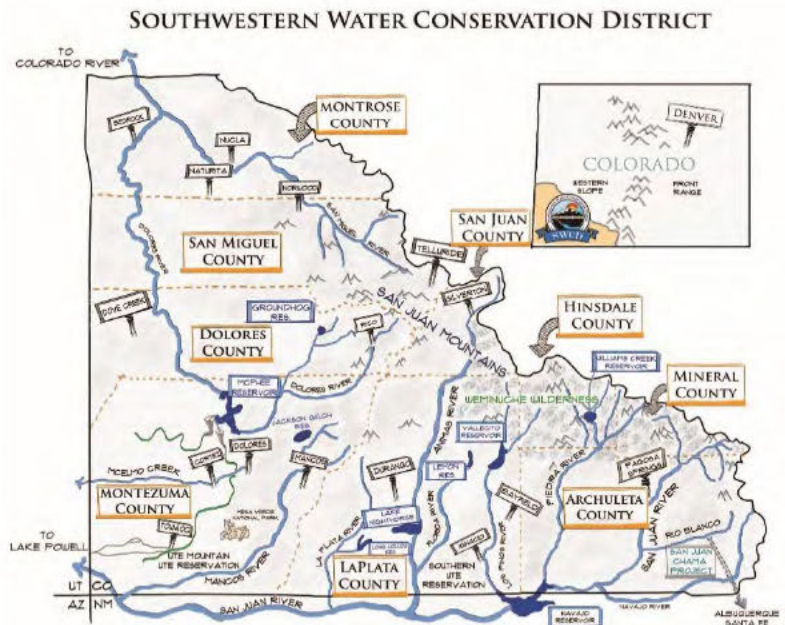 SOUTHWESTERN WATER CONSERVATION DISTRICT
TO
COLORADO RIVER
MONTROSE
COUNTY
BEDROCK
NUCLA
NATURITA
NORWOOD
DENVER
COLORADO
WESTERN
SLOPE
FRONT
RANGE
SWCD
SAN MIGUEL RIVER
SAN JUAN
COUNTY
DOLORES RIVER
SAN MIGUEL
COUNTY
TELLURIDE
SILVERTON
DOVE CREEK
GROUNDHOG
RES.
SAN JUAN MOUNTAINS
HINSDALE
COUNTY
DOLORES
COUNTY
RICO
WILLIAMS CREEK
RESERVOIR
MCPHEE
RESERVOIR
DOLORES RIVER
MINERAL
COUNTY
WEMINUCHE WILDERNESS
JACKSON GULCH
RES.
ANIMAS RIVER
VALLECITO
RESERVOIR
DOLORES
CORTEZ
MANCOS
MCELMO CREEK
DURANGO
LEMON
RES.
PIEDRA RIVER
PAGOSA
SPRINGS
MONTEZUMA
COUNTY
BAYFIELD
ARCHULETA
COUNTY
TOWAOC
MESA VERDE
NATIONAL PARK
LAKE
NIGHTHORSE
FLORIDA RIVER
SAN JUAN RIVER
RIO BLANCO
TO
LAKE POWELL
UTE MOUNTAIN
UTE RESERVATION
LA PLATA RIVER
IGNACIO
LOS PINOS RIVER
SAN JUAN
CHAMA
PROJECT
MANCOS RIVER
LAPLATA
COUNTY
SOUTHERN
UTE
RESERVATION
UT CO
AZ NM
SAN JUAN RIVER
NAVAJO
RESERVOIR
NAVAJO RIVER
ALBUQUERQUE
SANTA FE